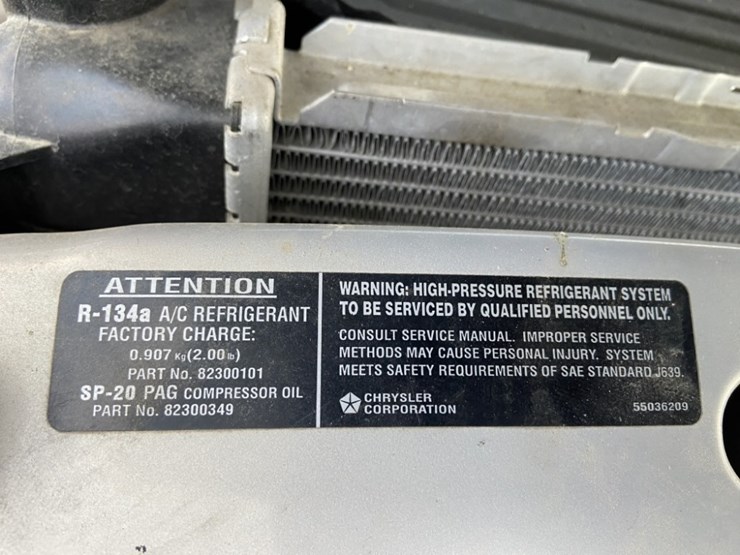 ATTENTION
R-134a A/C REFRIGERANT
FACTORY CHARGE:
0.907 Kg (2.00 lb)
PART No. 82300101
SP-20 PAG COMPRESSOR OIL
PART No. 82300349
WARNING: HIGH-PRESSURE REFRIGERANT SYSTEM
TO BE SERVICED BY QUALIFIED PERSONNEL ONLY.
CONSULT SERVICE MANUAL. IMPROPER SERVICE
METHODS MAY CAUSE PERSONAL INJURY. SYSTEM
MEETS SAFETY REQUIREMENTS OF SAE STANDARD J639.
CHRYSLER
CORPORATION
55036209